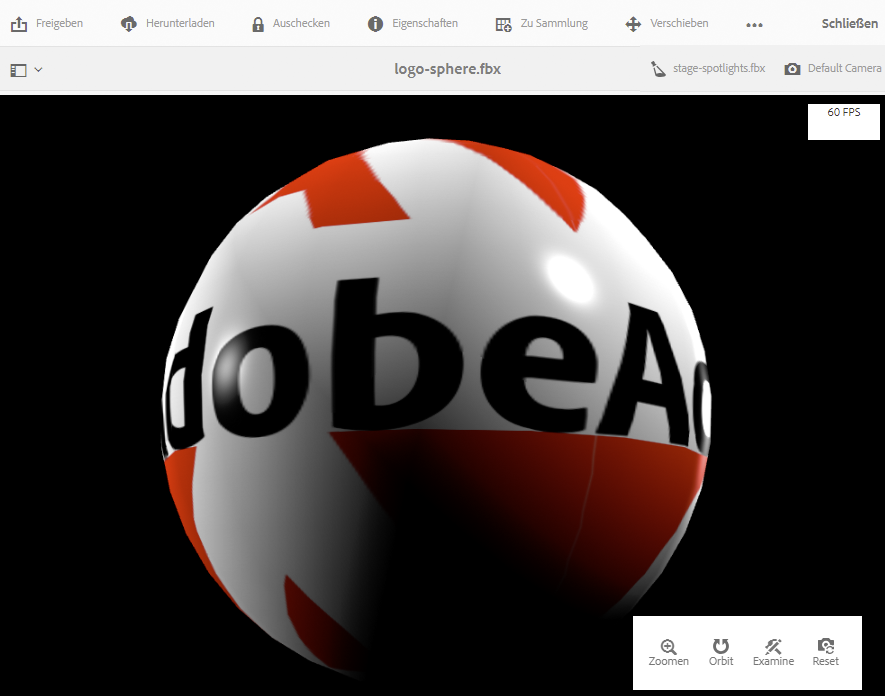 Freigeben Herunterladen Auschecken Eigenschaften Zu Sammlung Verschieben ••• Schließen
logo-sphere.fbx stage-spotlights.fbx Default Camera
60 FPS
dobeAd
Zoomen Orbit Examine Reset